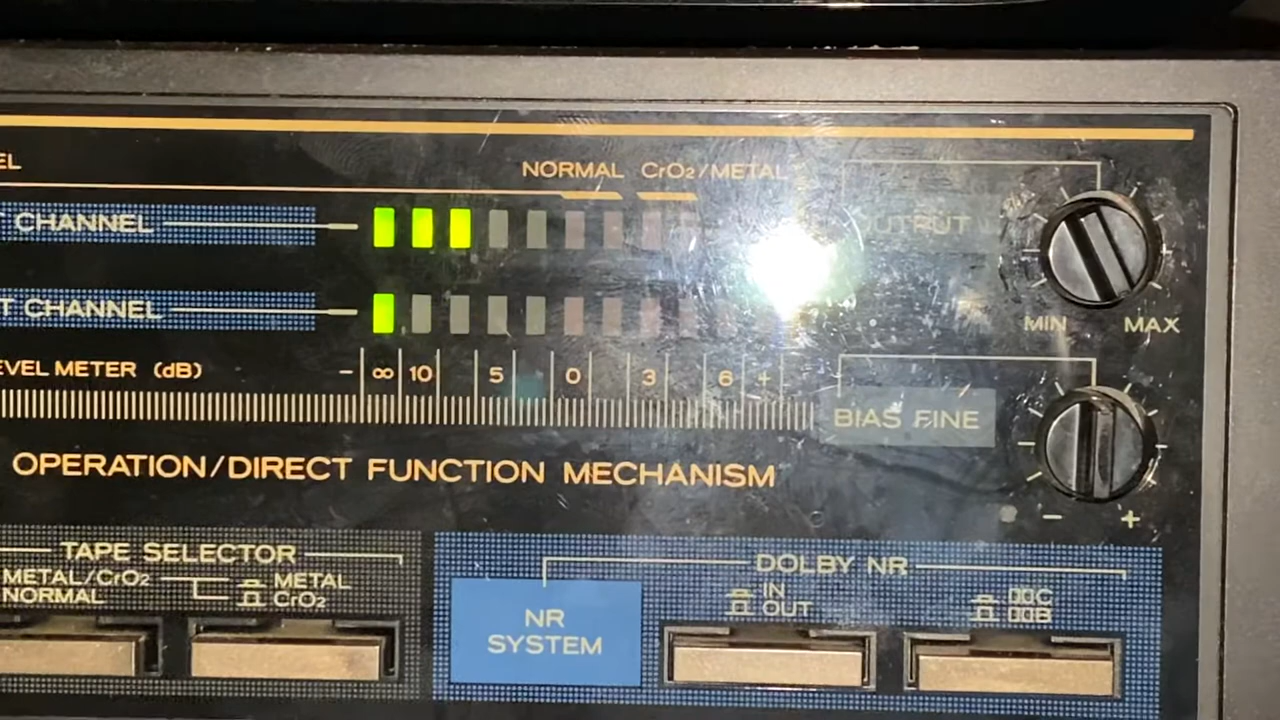 EL
NORMAL CrO2/METAL
T CHANNEL
OUTPUT
T CHANNEL
MIN MAX
EVEL METER (dB)
- ∞ 10 5 0 3 6 +
BIAS FINE
OPERATION/DIRECT FUNCTION MECHANISM
- +
TAPE SELECTOR
METAL/CrO2 METAL
NORMAL CrO2
DOLBY NR
NR
SYSTEM
IN
OUT
C
B